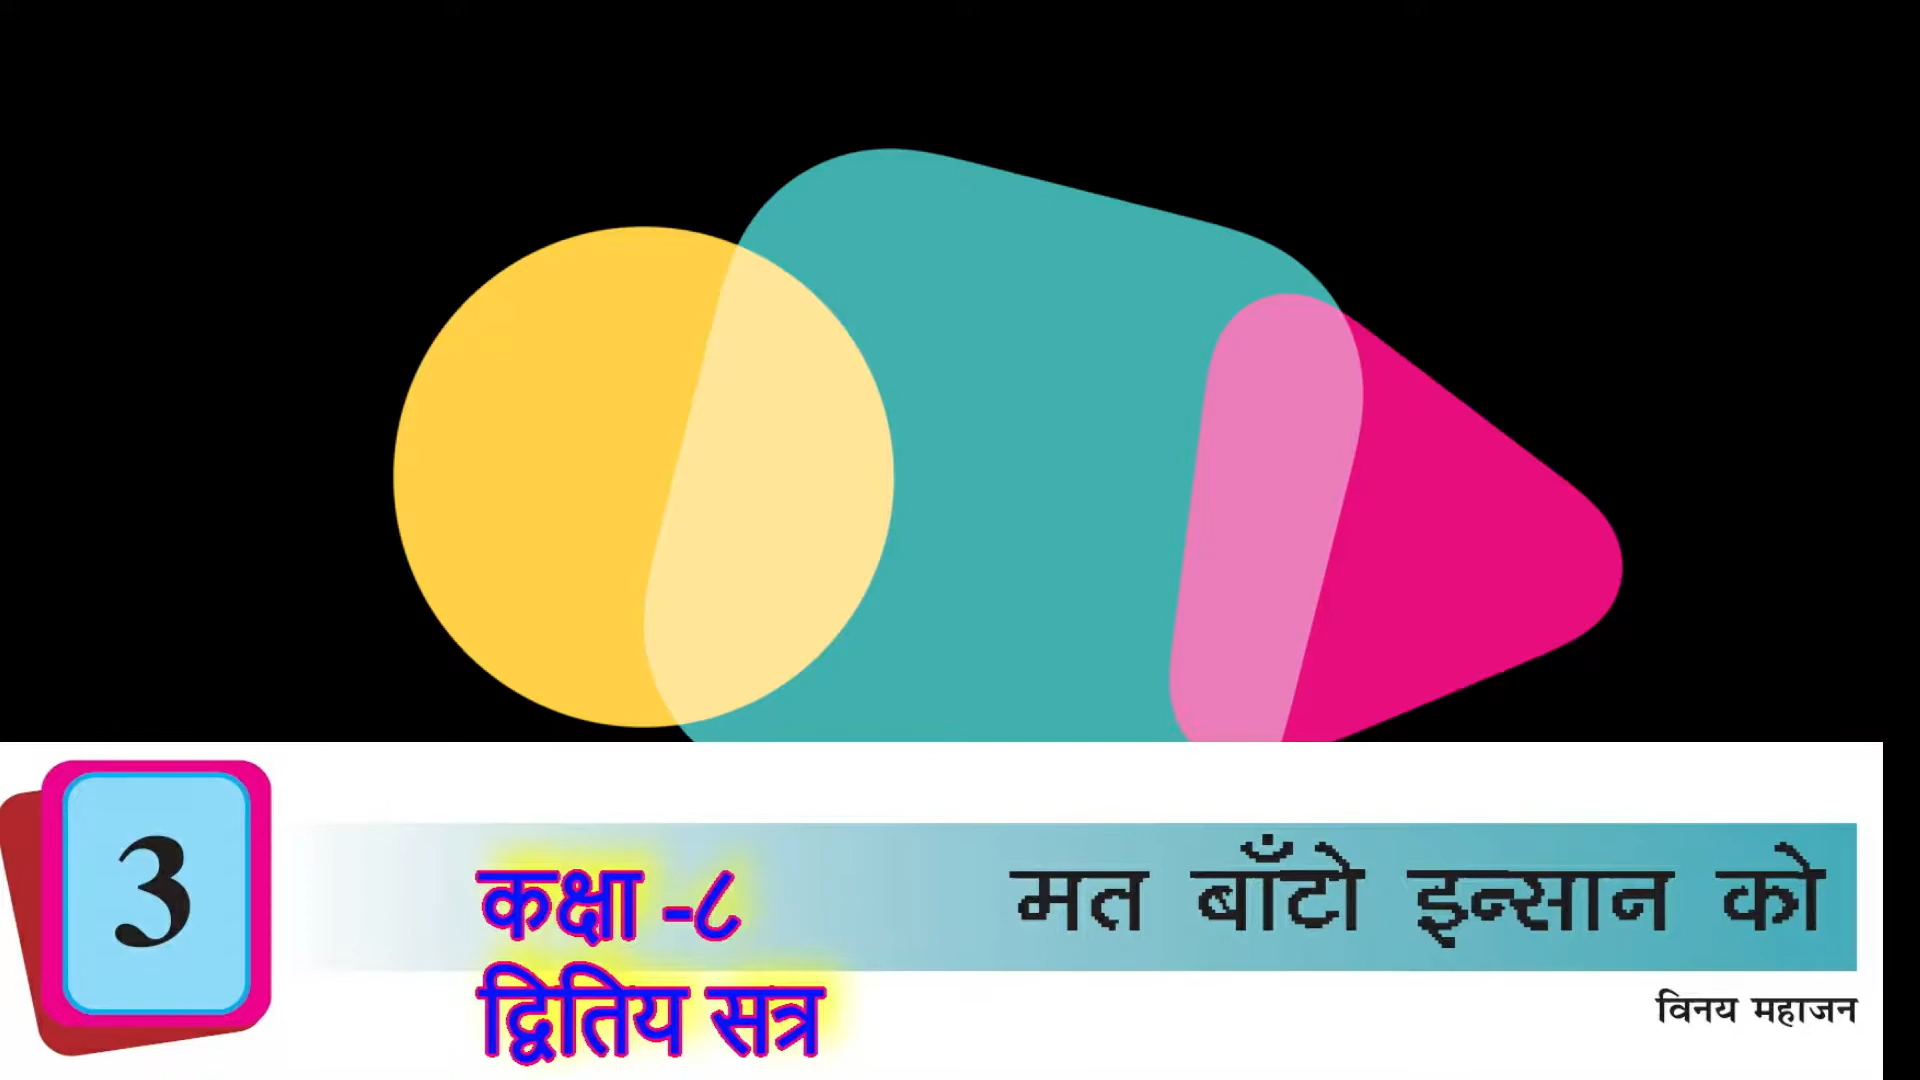 3
कक्षा -८
मत बाँटो इन्सान को
द्वितिय सत्र
विनय महाजन